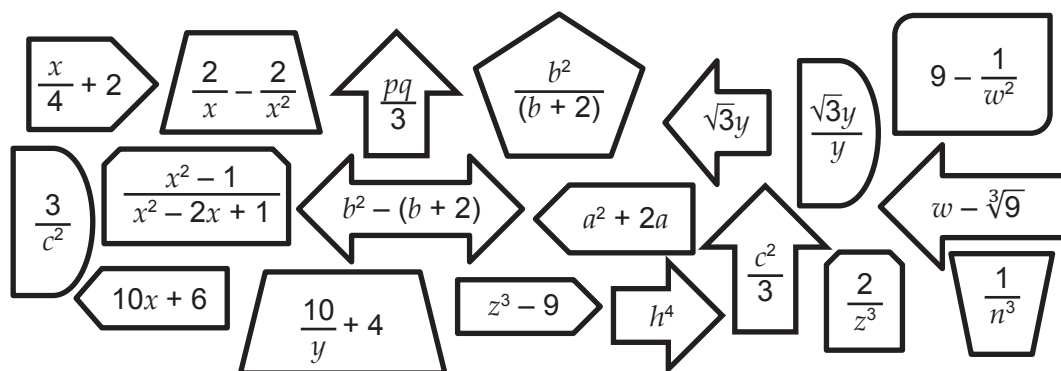 x/4 + 2
2/x – 2/x²
pq/3
b²/(b + 2)
√3y
√3y/y
9 – 1/w²
3/c²
x² – 1/x² – 2x + 1
b² – (b + 2)
a² + 2a
c²/3
w – ∛9
10x + 6
10/y + 4
z³ – 9
h⁴
2/z³
1/n³